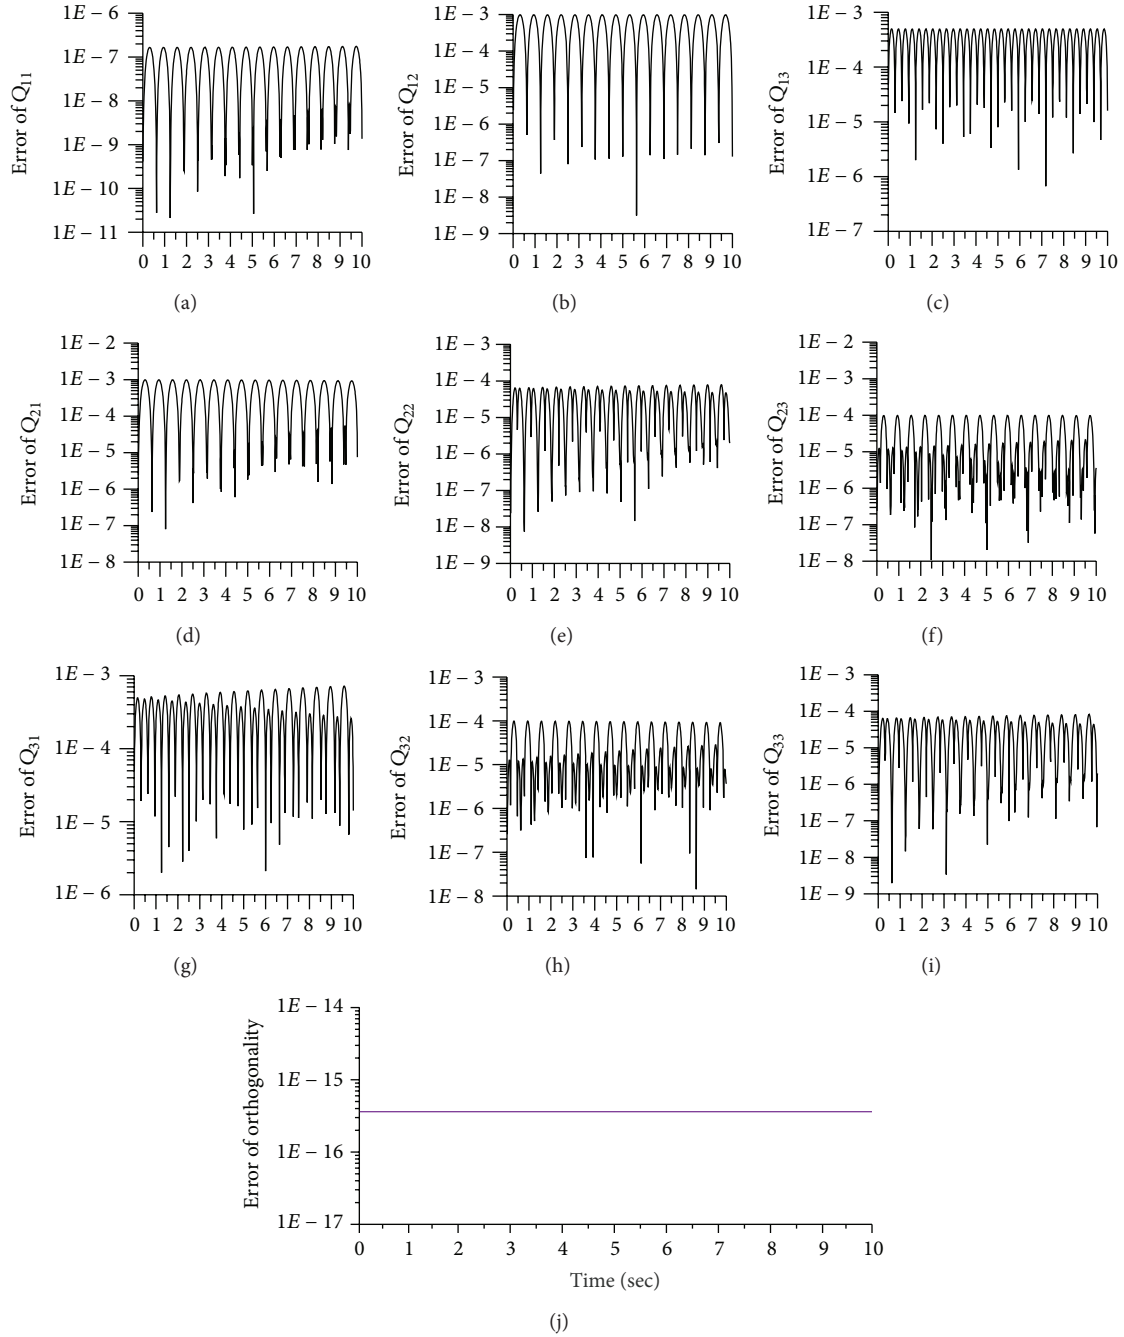 1E − 6
1E − 7
1E − 8
1E − 9
1E − 10
1E − 11
Error of Q11
0 1 2 3 4 5 6 7 8 9 10
(a)
1E − 3
1E − 4
1E − 5
1E − 6
1E − 7
1E − 8
1E − 9
Error of Q12
0 1 2 3 4 5 6 7 8 9 10
(b)
1E − 3
1E − 4
1E − 5
1E − 6
1E − 7
Error of Q13
0 1 2 3 4 5 6 7 8 9 10
(c)
1E − 2
1E − 3
1E − 4
1E − 5
1E − 6
1E − 7
1E − 8
Error of Q21
0 1 2 3 4 5 6 7 8 9 10
(d)
1E − 3
1E − 4
1E − 5
1E − 6
1E − 7
1E − 8
1E − 9
Error of Q22
0 1 2 3 4 5 6 7 8 9 10
(e)
1E − 2
1E − 3
1E − 4
1E − 5
1E − 6
1E − 7
1E − 8
Error of Q23
0 1 2 3 4 5 6 7 8 9 10
(f)
1E − 3
1E − 4
1E − 5
1E − 6
Error of Q31
0 1 2 3 4 5 6 7 8 9 10
(g)
1E − 3
1E − 4
1E − 5
1E − 6
1E − 7
1E − 8
Error of Q32
0 1 2 3 4 5 6 7 8 9 10
(h)
1E − 3
1E − 4
1E − 5
1E − 6
1E − 7
1E − 8
1E − 9
Error of Q33
0 1 2 3 4 5 6 7 8 9 10
(i)
1E − 14
1E − 15
1E − 16
1E − 17
Error of orthogonality
0 1 2 3 4 5 6 7 8 9 10
Time (sec)
(j)